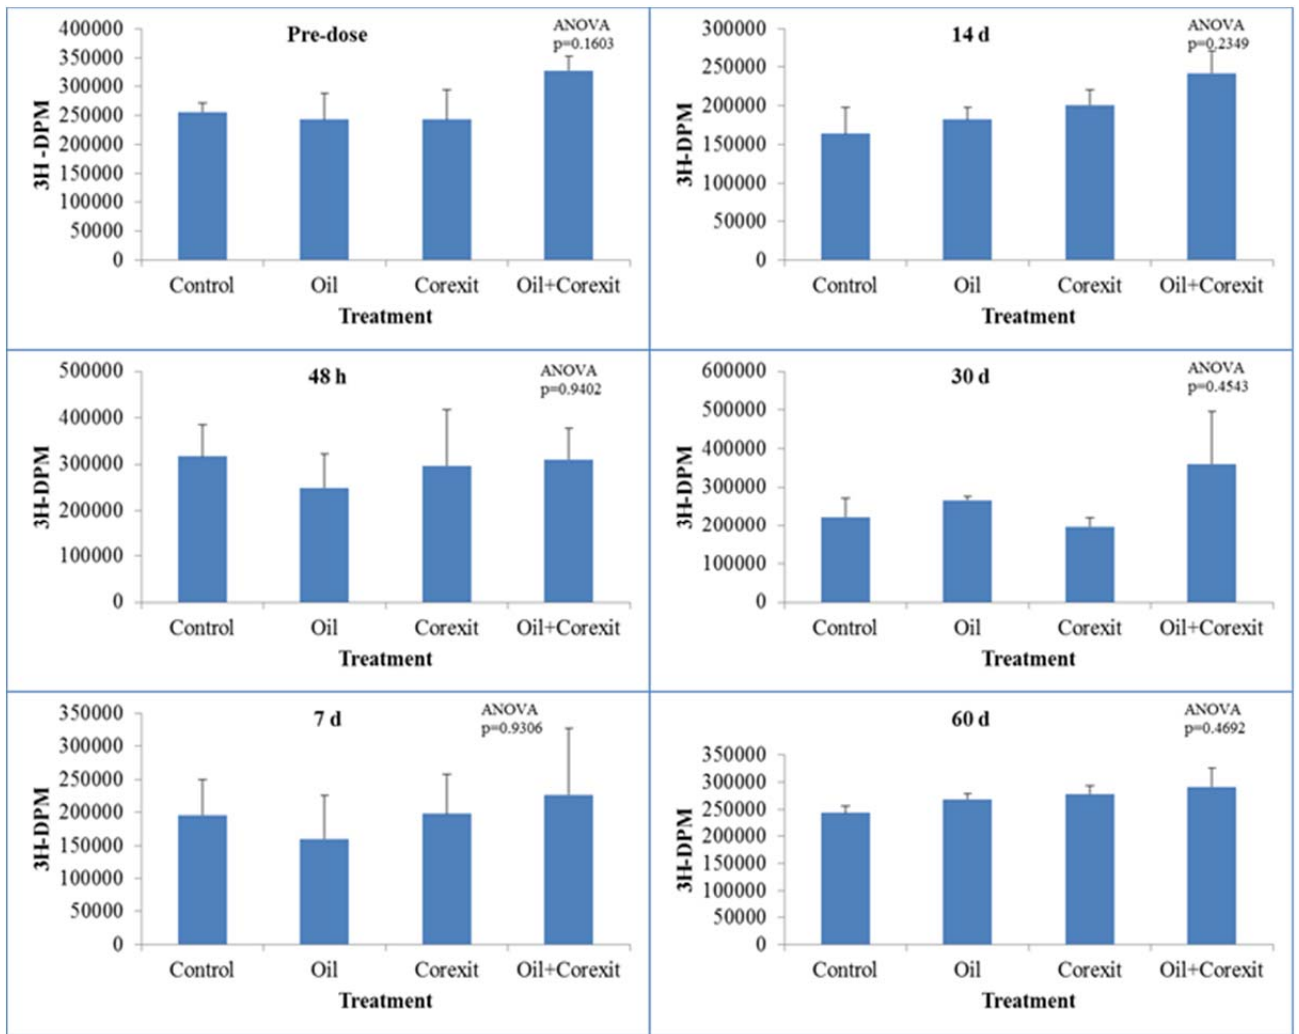 Pre-dose
ANOVA
p=0.1603
400000
350000
300000
250000
200000
150000
100000
50000
0
3H -DPM
Control Oil Corexit Oil+Corexit
Treatment
14 d
ANOVA
p=0.2349
300000
250000
200000
150000
100000
50000
0
3H-DPM
Control Oil Corexit Oil+Corexit
Treatment
48 h
ANOVA
p=0.9402
500000
400000
300000
200000
100000
0
3H-DPM
Control Oil Corexit Oil+Corexit
Treatment
30 d
ANOVA
p=0.4543
600000
500000
400000
300000
200000
100000
0
3H-DPM
Control Oil Corexit Oil+Corexit
Treatment
7 d
ANOVA
p=0.9306
350000
300000
250000
200000
150000
100000
50000
0
3H-DPM
Control Oil Corexit Oil+Corexit
Treatment
60 d
ANOVA
p=0.4692
350000
300000
250000
200000
150000
100000
50000
0
3H-DPM
Control Oil Corexit Oil+Corexit
Treatment